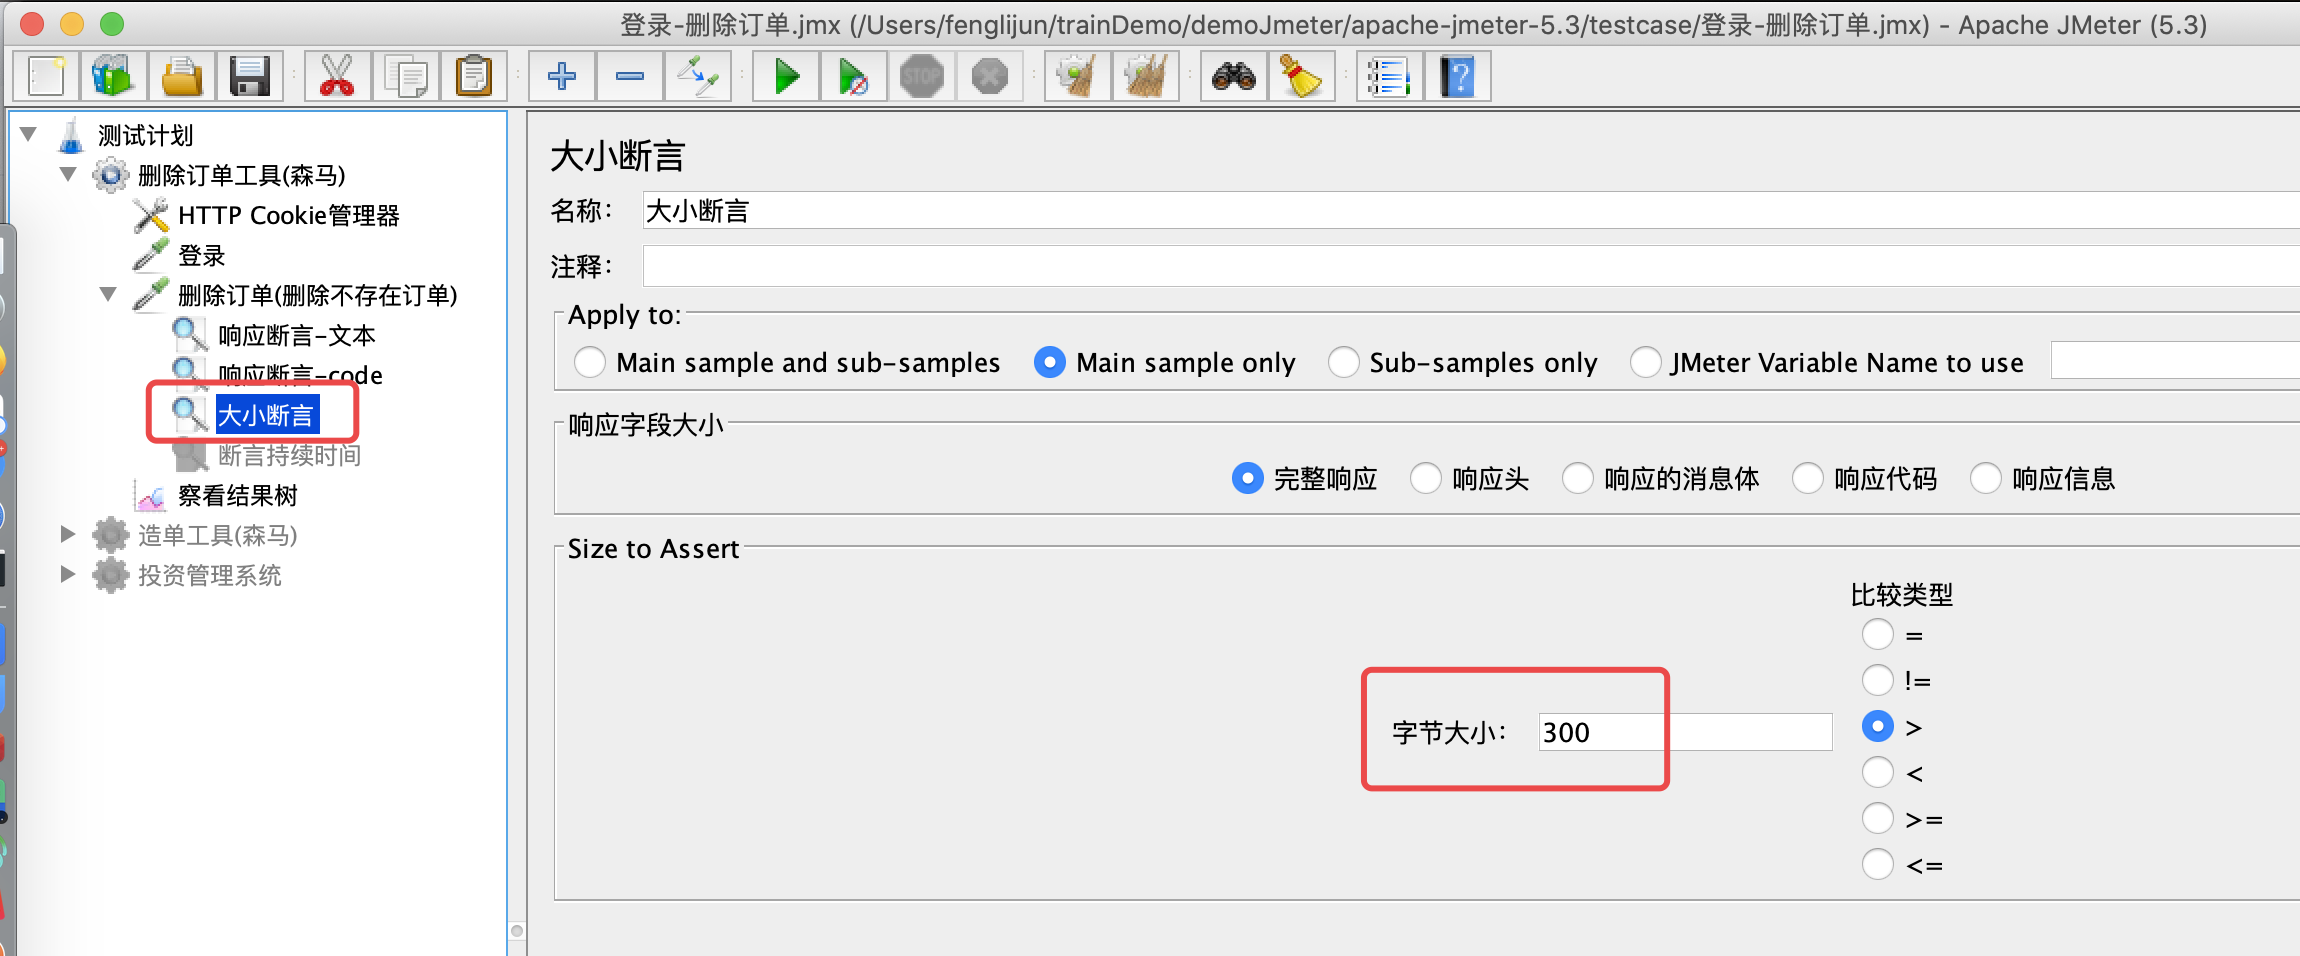 登录-删除订单.jmx (/Users/fenglijun/trainDemo/demoJmeter/apache-jmeter-5.3/testcase/登录-删除订单.jmx) - Apache JMeter (5.3)
STOP
测试计划
删除订单工具(森马)
HTTP Cookie管理器
登录
删除订单(删除不存在订单)
响应断言-文本
响应断言-code
大小断言
断言持续时间
察看结果树
造单工具(森马)
投资管理系统
大小断言
名称： 大小断言
注释：
Apply to:
Main sample and sub-samples Main sample only Sub-samples only JMeter Variable Name to use
响应字段大小
完整响应 响应头 响应的消息体 响应代码 响应信息
Size to Assert
比较类型
=
!=
字节大小： 300
>
<
>=
<=